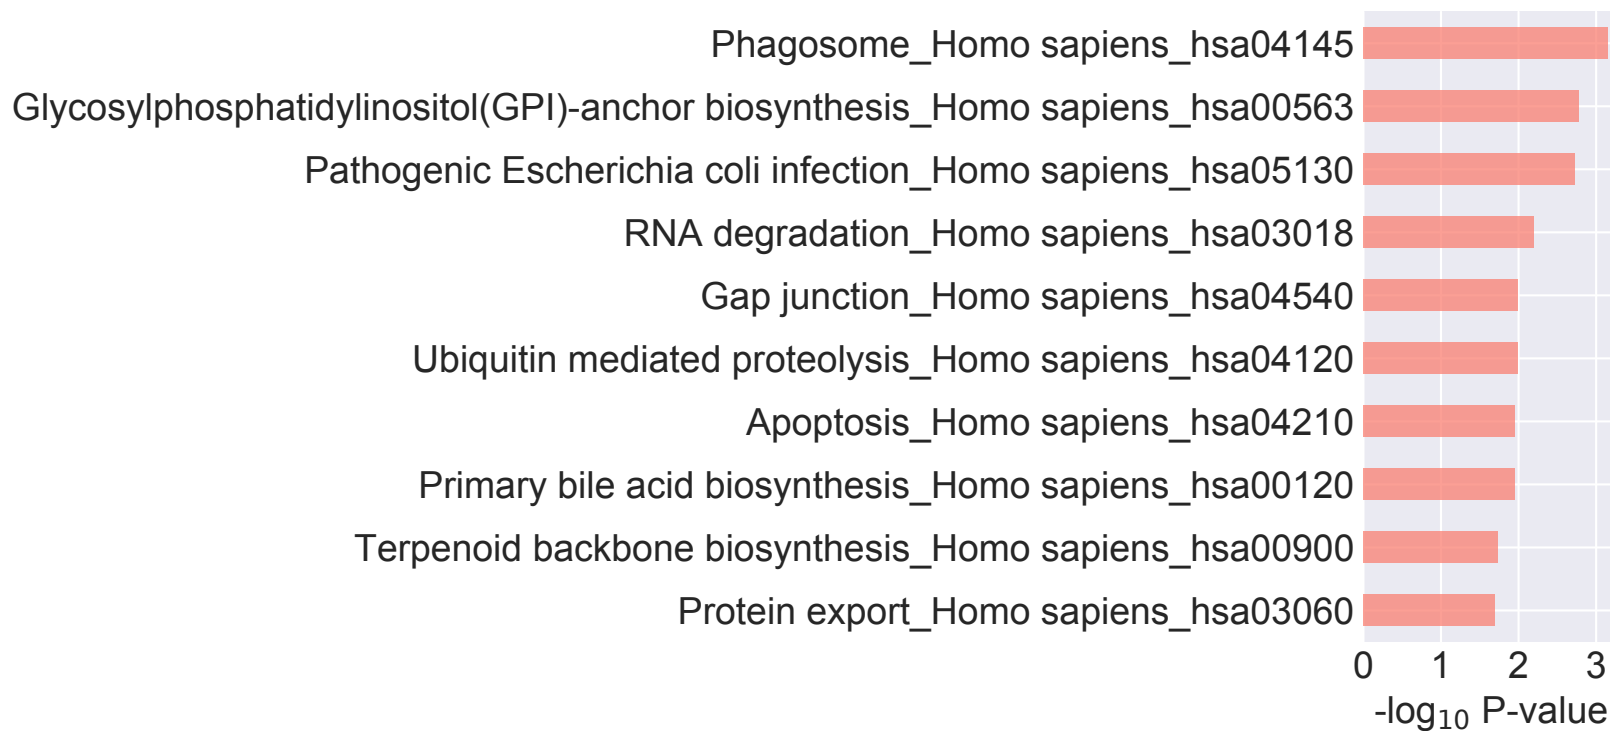 Phagosome_Homo sapiens_hsa04145
Glycosylphosphatidylinositol(GPI)-anchor biosynthesis_Homo sapiens_hsa00563
Pathogenic Escherichia coli infection_Homo sapiens_hsa05130
RNA degradation_Homo sapiens_hsa03018
Gap junction_Homo sapiens_hsa04540
Ubiquitin mediated proteolysis_Homo sapiens_hsa04120
Apoptosis_Homo sapiens_hsa04210
Primary bile acid biosynthesis_Homo sapiens_hsa00120
Terpenoid backbone biosynthesis_Homo sapiens_hsa00900
Protein export_Homo sapiens_hsa03060
0 1 2 3
-log₁₀ P-value